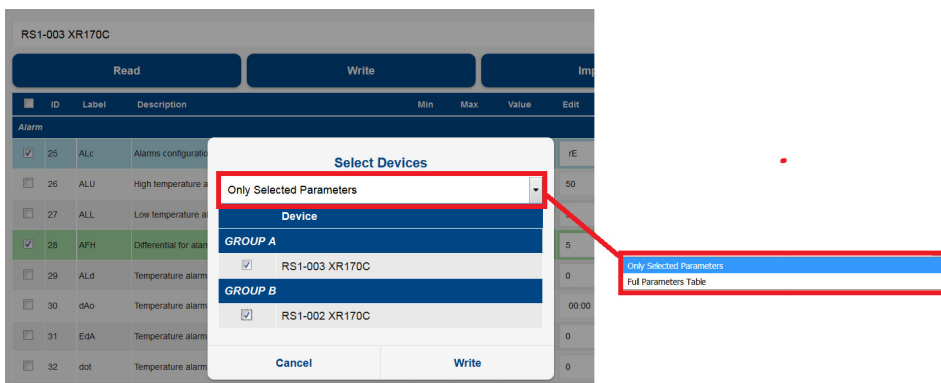 RS1-003 XR170C
Read Write
ID Label Description Min Max Value Edit
Alarm
25 ALc Alarms rE
26 ALU High temperature 50
27 ALL Low temperature
28 AFH Differential for 5
29 ALd Temperature alarm 0
30 dAo Temperature alarm 00:00
31 EdA Temperature alarm 0
32 dot Temperature alarm 0
Select Devices
Only Selected Parameters
Device
GROUP A
RS1-003 XR170C
GROUP B
RS1-002 XR170C
Cancel Write
Only Selected Parameters
Full Parameters Table